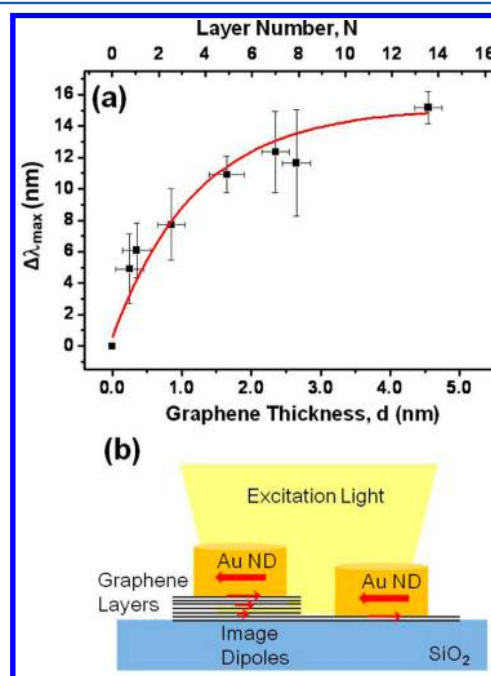 Layer Number, N
0 2 4 6 8 10 12 14 16
(a)
16
14
12
10
8
6
4
2
0
Δλmax (nm)
0.0 1.0 2.0 3.0 4.0 5.0
Graphene Thickness, d (nm)
(b)
Excitation Light
Au ND
Au ND
Graphene
Layers
Image
Dipoles
SiO₂